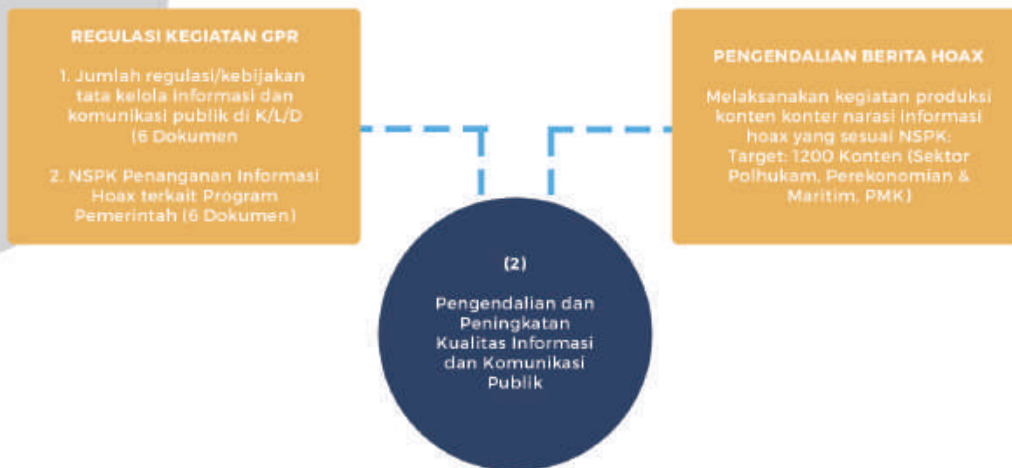 REGULASI KEGIATAN GPR
1. Jumlah regulasi/kebijakan
tata kelola informasi dan
komunikasi publik di K/L/D
(6 Dokumen
2. NSPK Penanganan Informasi
Hoax terkait Program
Pemerintah (6 Dokumen)
PENGENDALIAN BERITA HOAX
Melaksanakan kegiatan produksi
konten konter narasi informasi
hoax yang sesuai NSPK:
Target: 1200 Konten (Sektor
Polhukam, Perekonomian &
Maritim, PMK)
(2)
Pengendalian dan
Peningkatan
Kualitas Informasi
dan Komunikasi
Publik